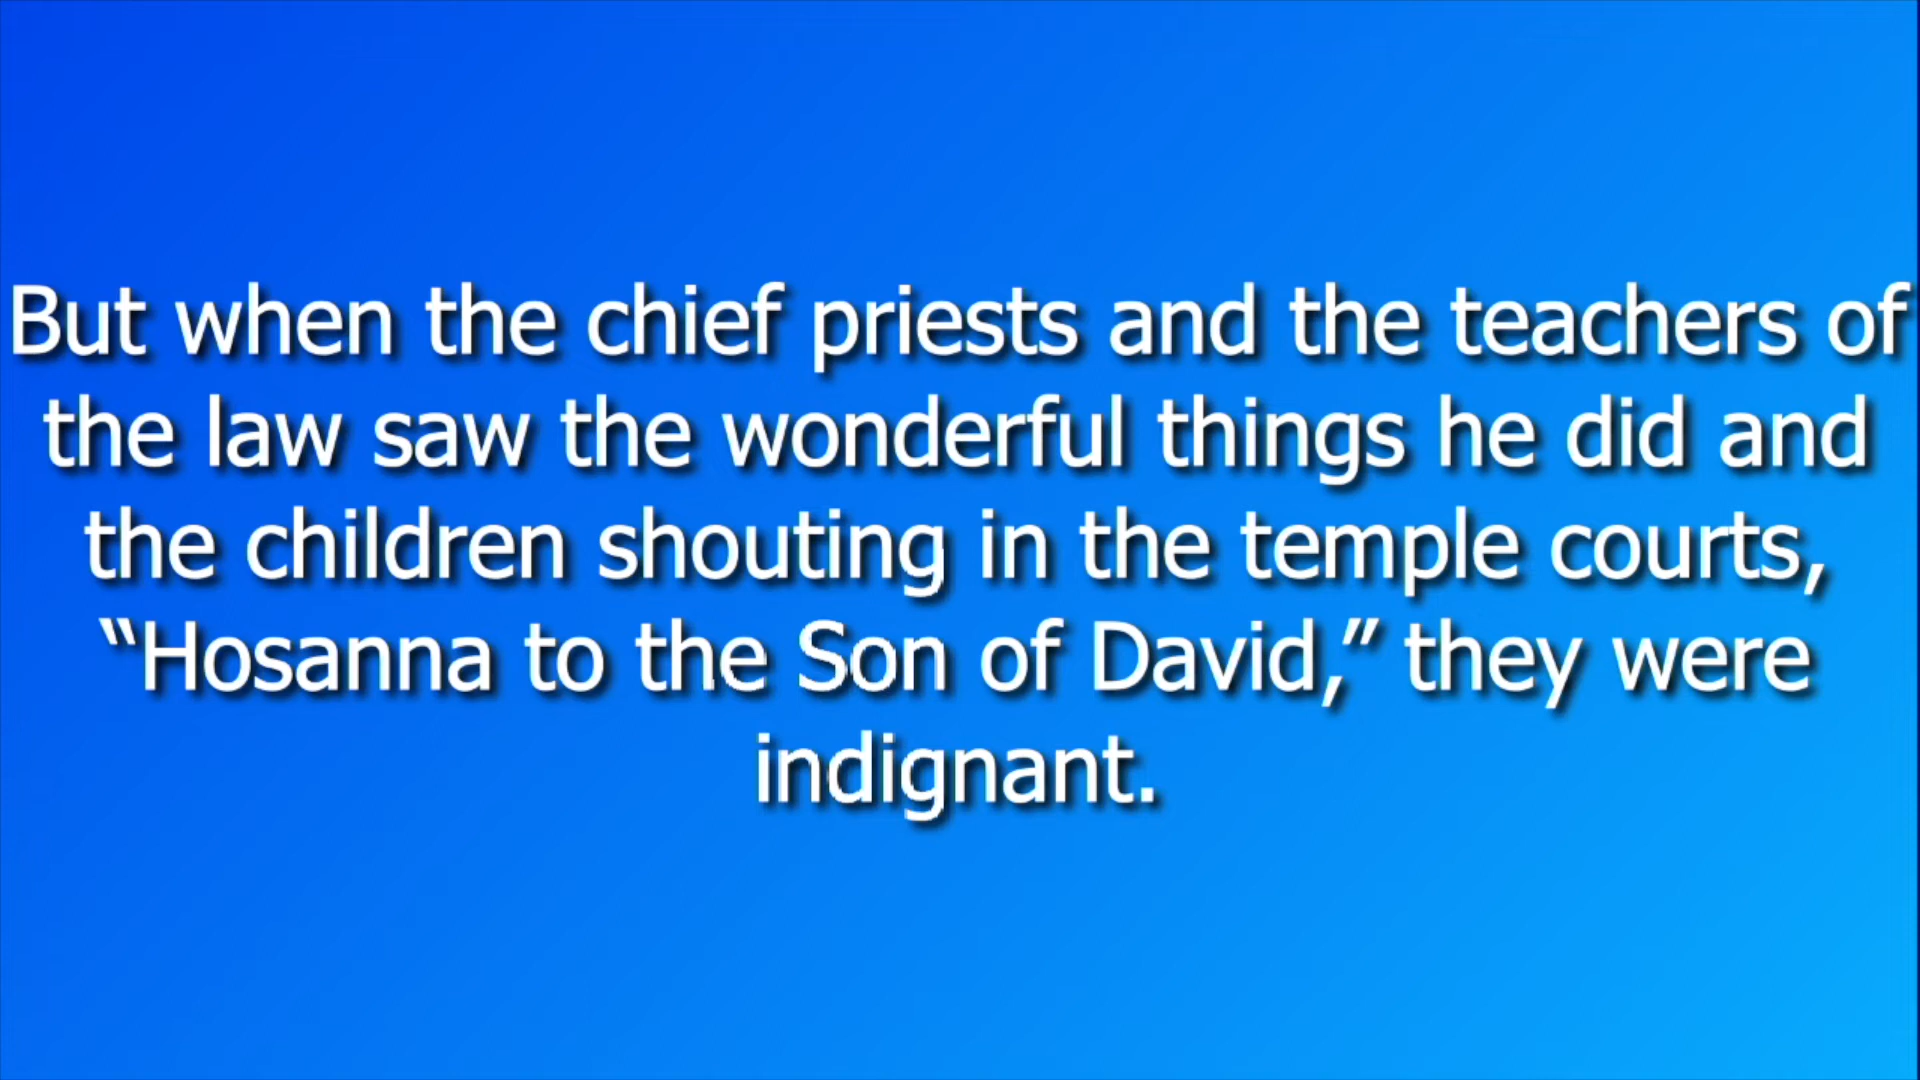 But when the chief priests and the teachers of
the law saw the wonderful things he did and
the children shouting in the temple courts,
“Hosanna to the Son of David,” they were
indignant.